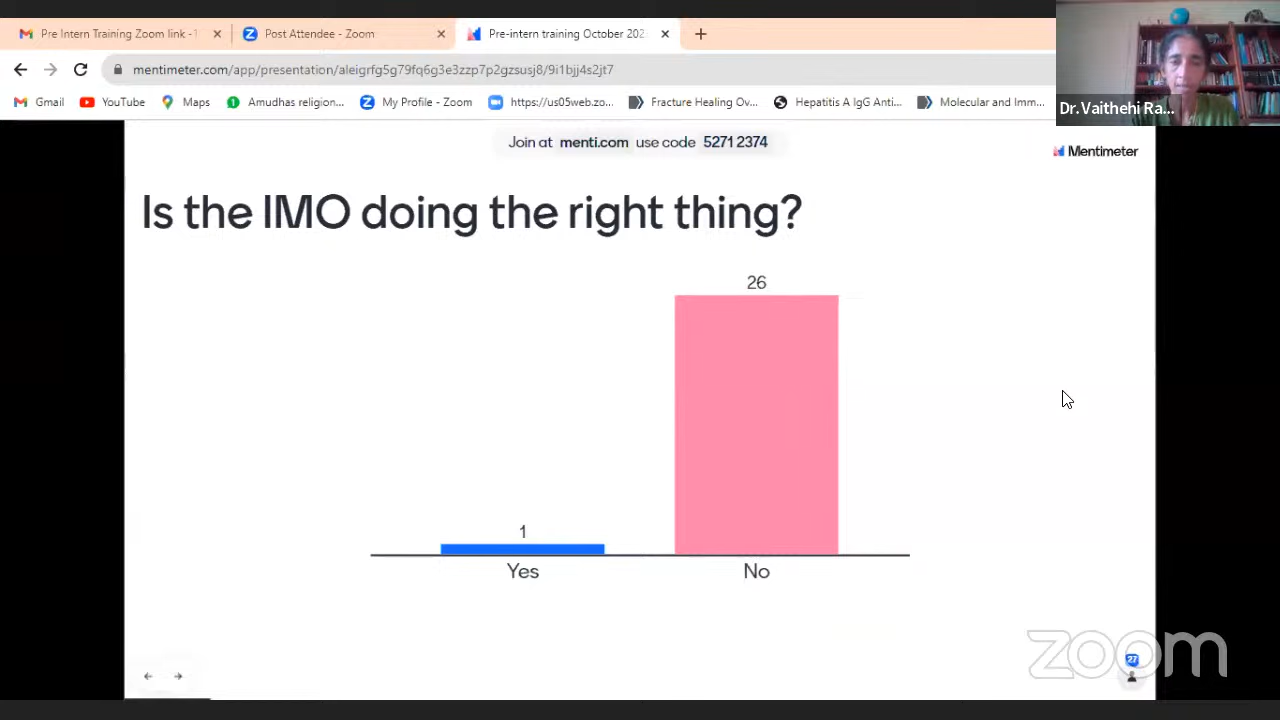 Pre Intern Training Zoom link -
Post Attendee - Zoom
Pre-intern training October 202
mentimeter.com/app/presentation/aleigrfg5g79fq6g3e3zzp7p2gzsusj8/9i1bjj4s2jt7
Gmail
YouTube
Maps
Amudhas religion...
My Profile - Zoom
https://us05web.zo...
Fracture Healing Ov...
Hepatitis A IgG Anti...
Molecular and Imm...
Dr.Vaithehi Ra...
Join at menti.com use code 5271 2374
Mentimeter
Is the IMO doing the right thing?
26
1
Yes
No
zoom
27